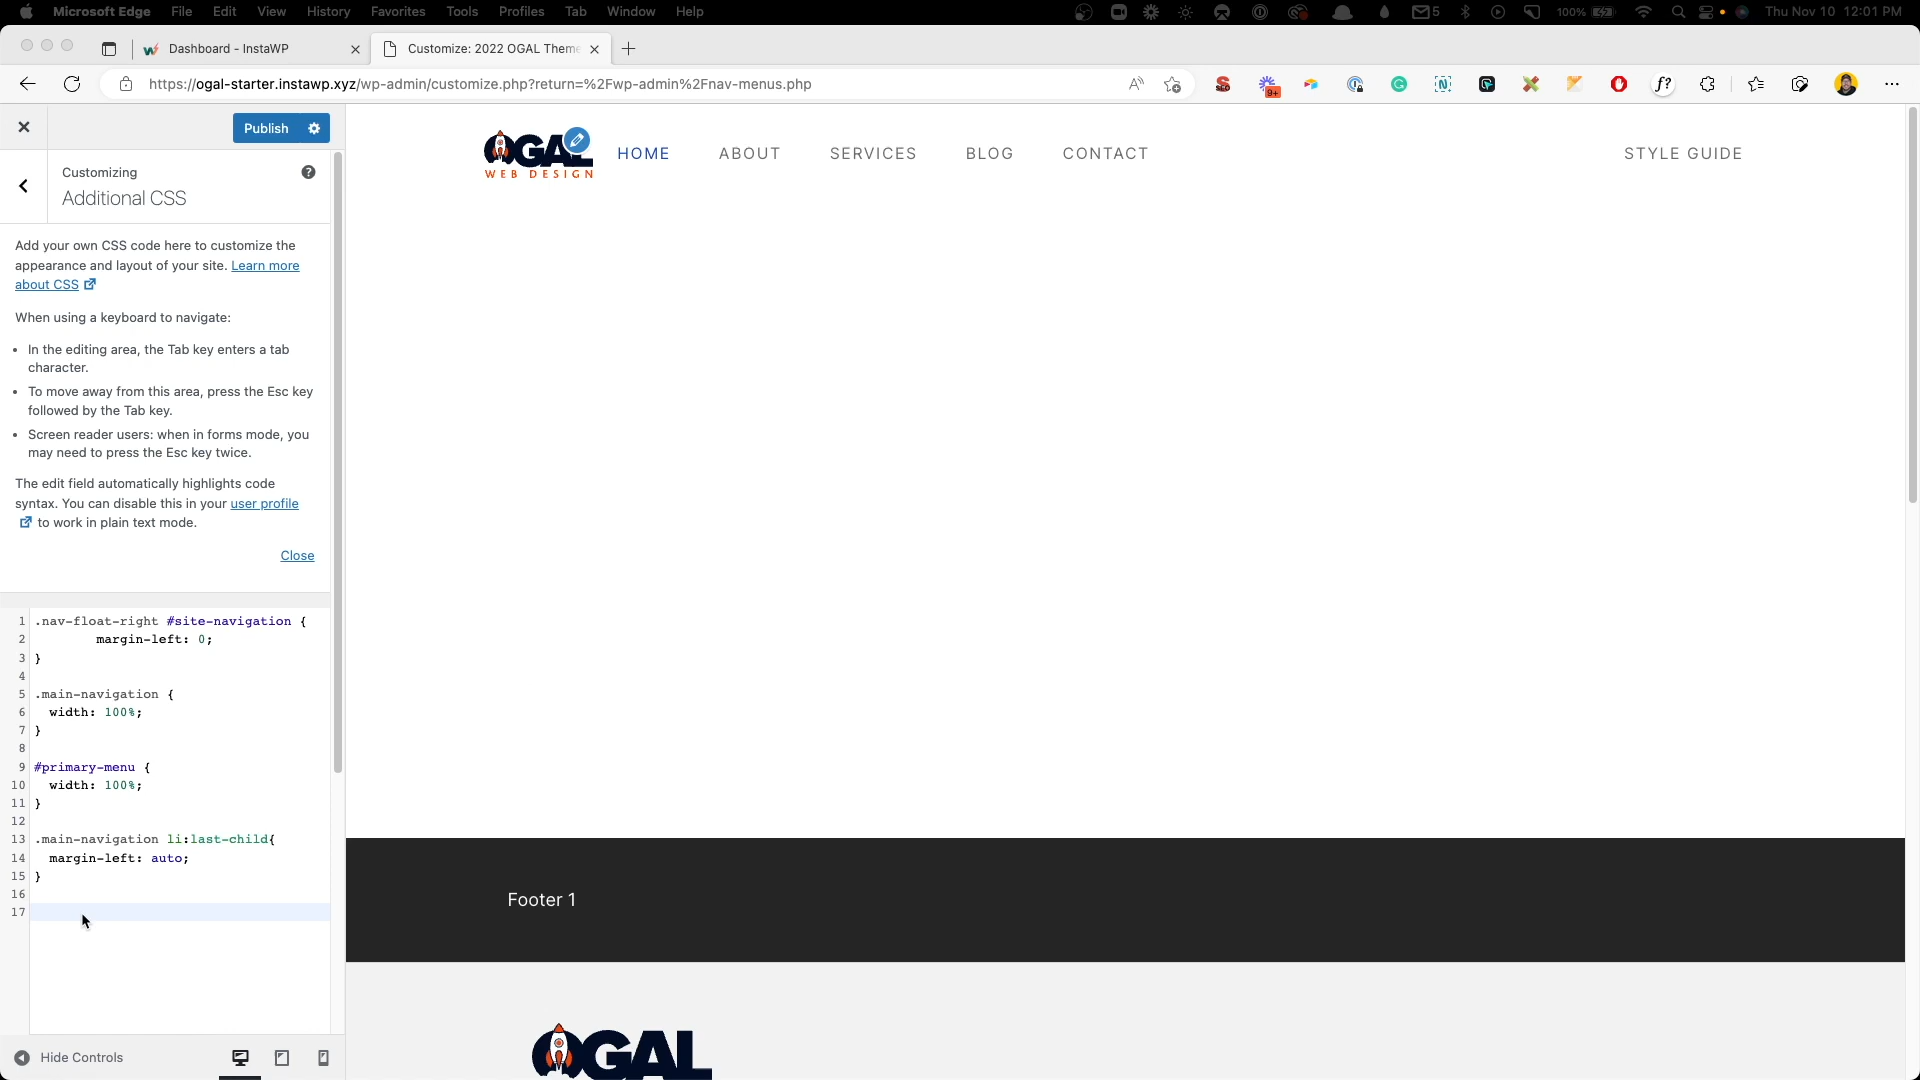 Microsoft Edge File Edit View History Favorites Tools Profiles Tab Window Help 5 100% Thu Nov 10 12:01 PM
Dashboard - InstaWP
Customize: 2022 OGAL Theme
https://ogal-starter.instawp.xyz/wp-admin/customize.php?return=%2Fwp-admin%2Fnav-menus.php
SEO
9+
f?
Publish
Customizing
Additional CSS
Add your own CSS code here to customize the
appearance and layout of your site. Learn more
about CSS
When using a keyboard to navigate:
• In the editing area, the Tab key enters a tab
character.
• To move away from this area, press the Esc key
followed by the Tab key.
• Screen reader users: when in forms mode, you
may need to press the Esc key twice.
The edit field automatically highlights code
syntax. You can disable this in your user profile
to work in plain text mode.
Close
1 .nav-float-right #site-navigation {
2 margin-left: 0;
3 }
4
5 .main-navigation {
6 width: 100%;
7 }
8
9 #primary-menu {
10 width: 100%;
11 }
12
13 .main-navigation li:last-child{
14 margin-left: auto;
15 }
16
17
Hide Controls
OGAL
WEB DESIGN
HOME ABOUT SERVICES BLOG CONTACT STYLE GUIDE
Footer 1
OGAL